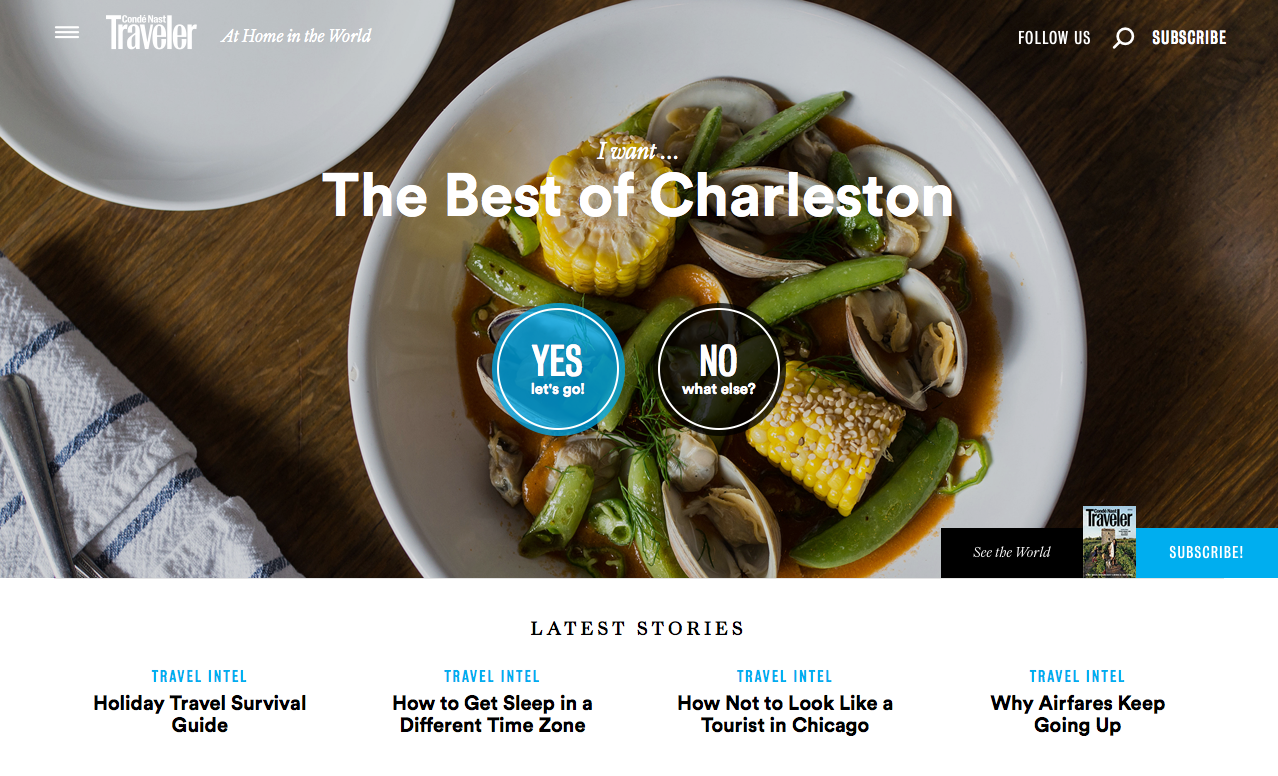 Condé Nast
Traveler
At Home in the World
FOLLOW US
SUBSCRIBE
I want ...
The Best of Charleston
YES
let's go!
NO
what else?
See the World
Condé Nast
Traveler
SUBSCRIBE!
LATEST STORIES
TRAVEL INTEL
Holiday Travel Survival
Guide
TRAVEL INTEL
How to Get Sleep in a
Different Time Zone
TRAVEL INTEL
How Not to Look Like a
Tourist in Chicago
TRAVEL INTEL
Why Airfares Keep
Going Up